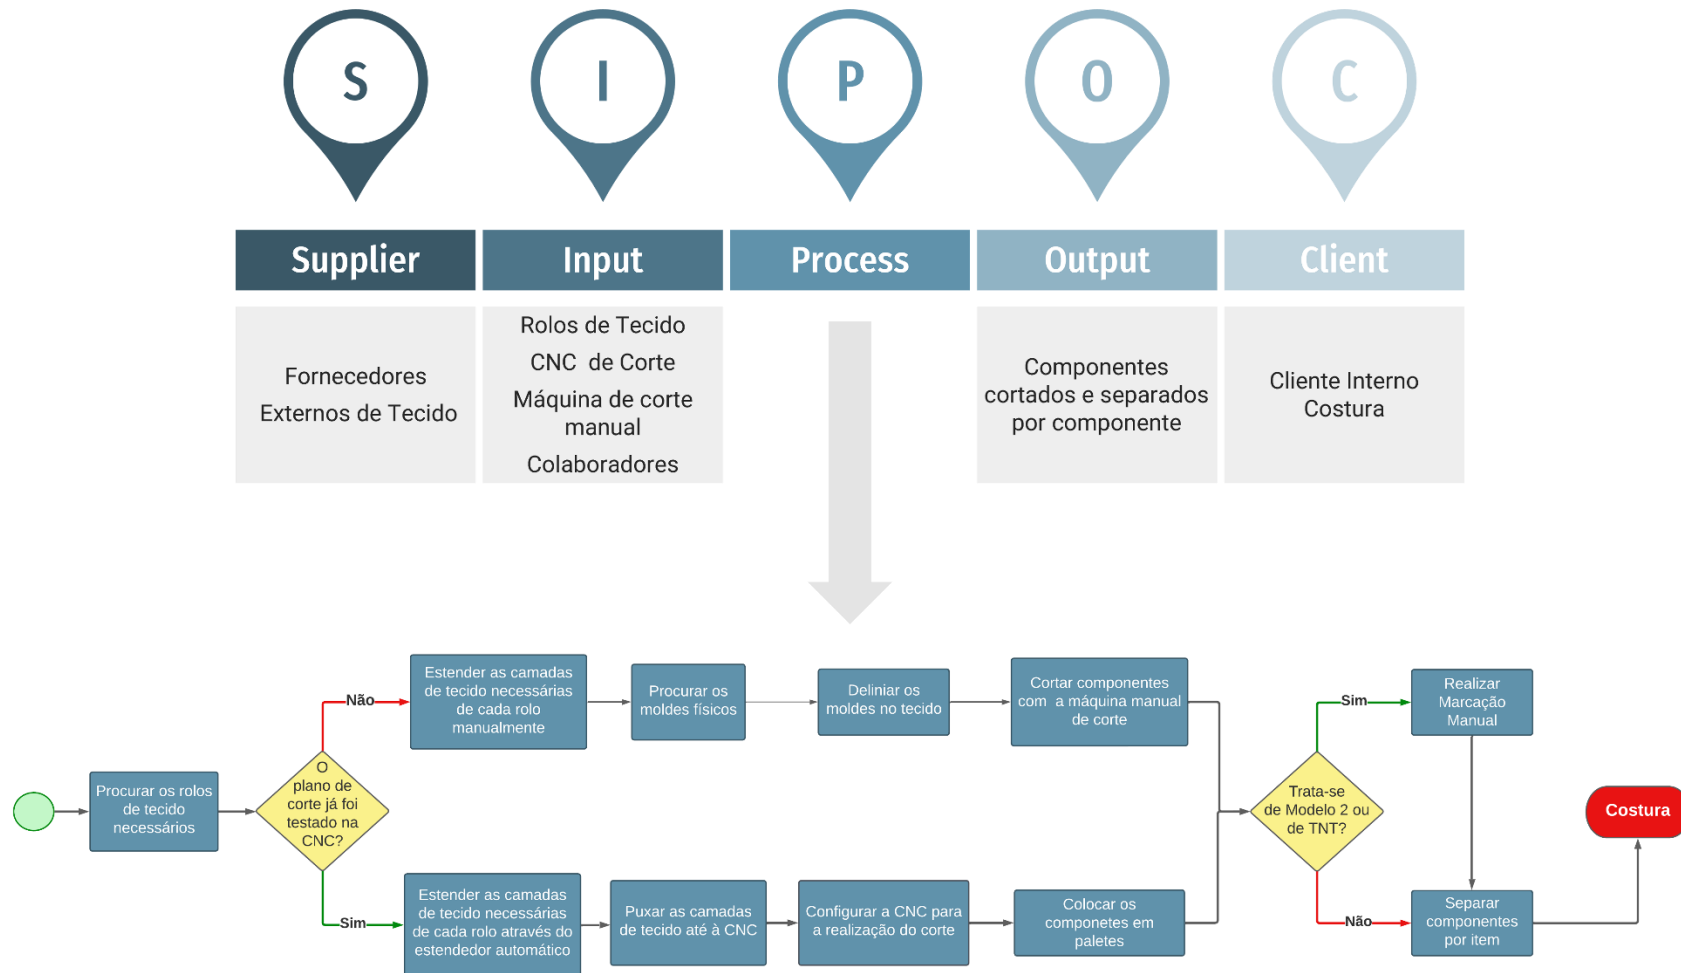 S
I
P
O
C
Supplier
Input
Process
Output
Client
Fornecedores
Externos de Tecido
Rolos de Tecido
CNC de Corte
Máquina de corte
manual
Colaboradores
Componentes
cortados e separados
por componente
Cliente Interno
Costura
Procurar os rolos
de tecido
necessários
O
plano de
corte já foi
testado na
CNC?
Não
Estender as camadas
de tecido necessárias
de cada rolo
manualmente
Procurar os
moldes físicos
Deliniar os
moldes no tecido
Cortar componentes
com a máquina manual
de corte
Sim
Estender as camadas
de tecido necessárias
de cada rolo através do
estendedor automático
Puxar as camadas
de tecido até à CNC
Configurar a CNC para
a realização do corte
Colocar os
componetes em
paletes
Trata-se
de Modelo 2 ou
de TNT?
Sim
Realizar
Marcação
Manual
Não
Separar
componentes
por item
Costura